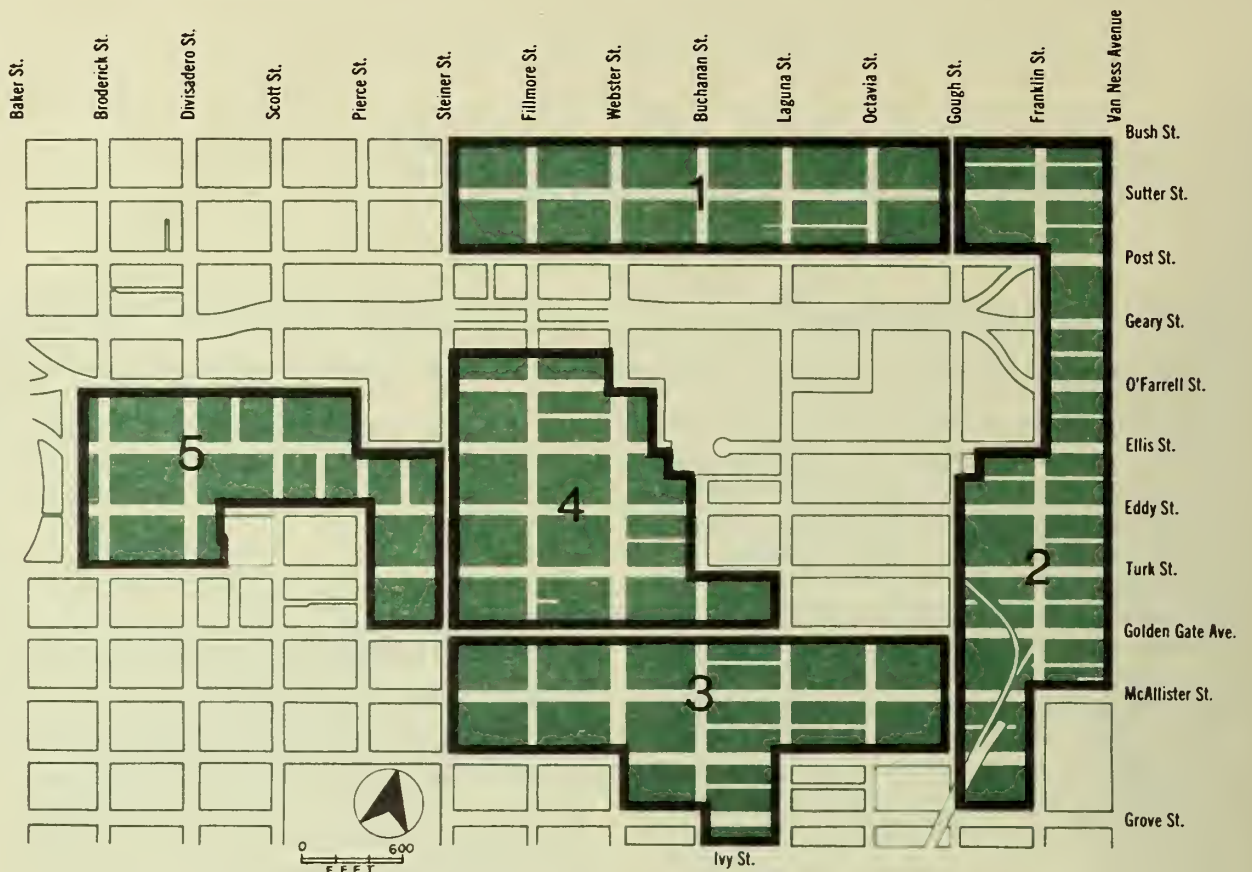 Baker St.
Broderick St.
Divisadero St.
Scott St.
Pierce St.
Steiner St.
Fillmore St.
Webster St.
Buchanan St.
Laguna St.
Octavia St.
Gough St.
Franklin St.
Van Ness Avenue
Bush St.
Sutter St.
Post St.
Geary St.
O'Farrell St.
Ellis St.
Eddy St.
Turk St.
Golden Gate Ave.
McAllister St.
Grove St.
Ivy St.
1
2
3
4
5
0 600
FEET